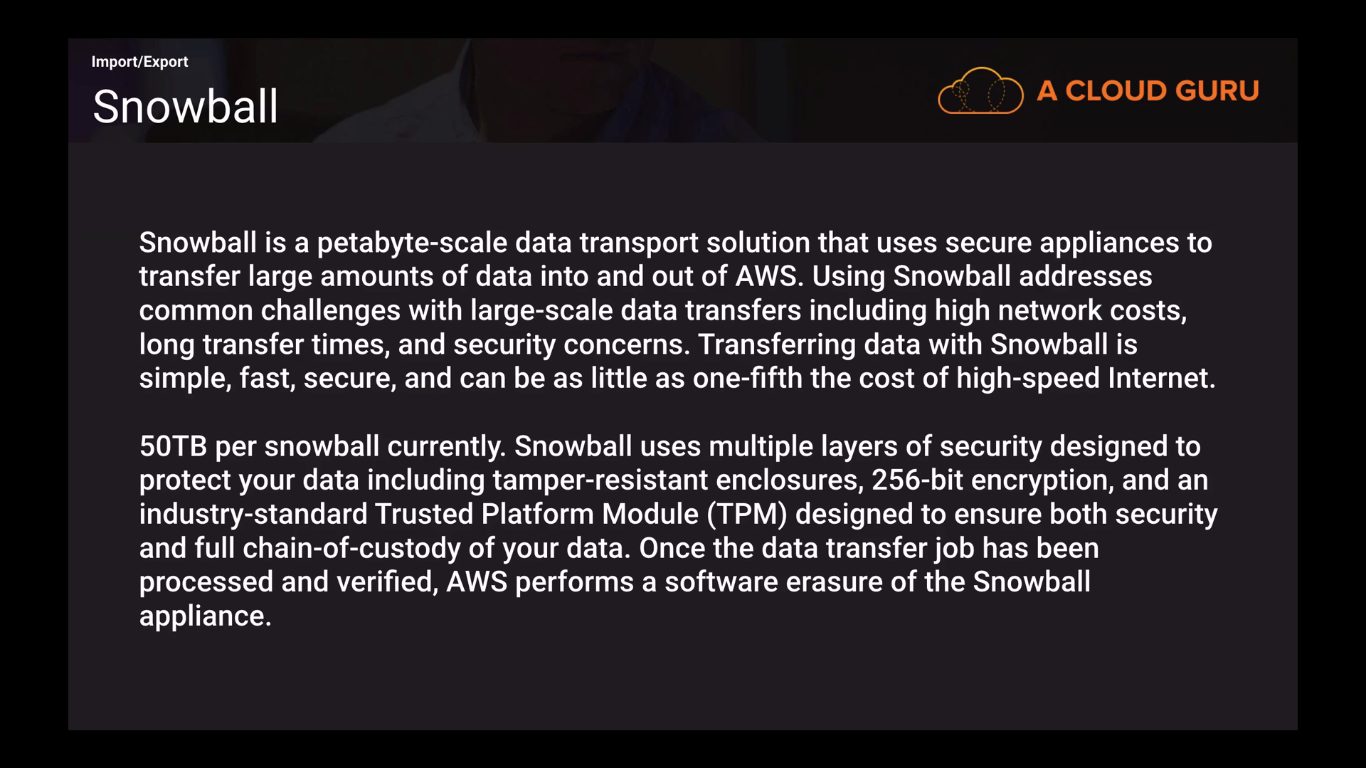 Import/Export
Snowball
A CLOUD GURU
Snowball is a petabyte-scale data transport solution that uses secure appliances to
transfer large amounts of data into and out of AWS. Using Snowball addresses
common challenges with large-scale data transfers including high network costs,
long transfer times, and security concerns. Transferring data with Snowball is
simple, fast, secure, and can be as little as one-fifth the cost of high-speed Internet.
50TB per snowball currently. Snowball uses multiple layers of security designed to
protect your data including tamper-resistant enclosures, 256-bit encryption, and an
industry-standard Trusted Platform Module (TPM) designed to ensure both security
and full chain-of-custody of your data. Once the data transfer job has been
processed and verified, AWS performs a software erasure of the Snowball
appliance.